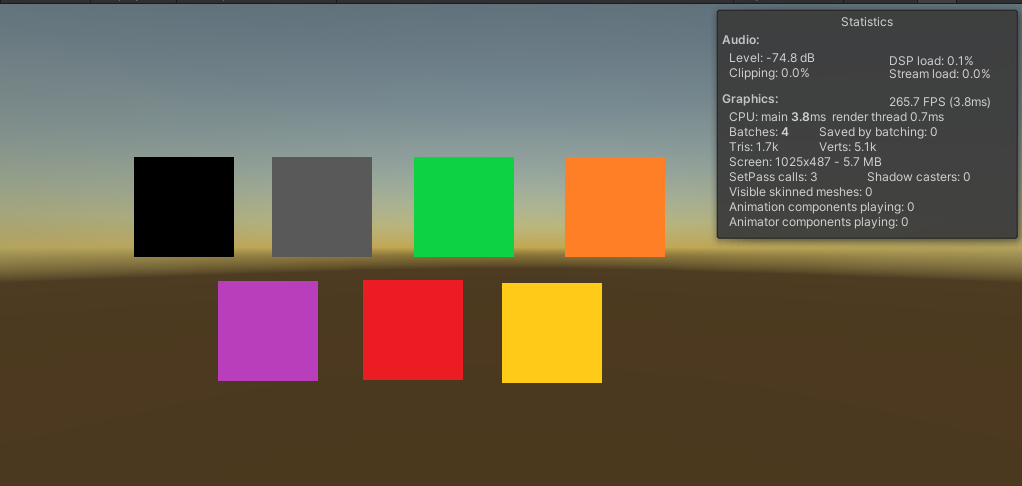 Statistics
Audio:
Level: -74.8 dB DSP load: 0.1%
Clipping: 0.0% Stream load: 0.0%
Graphics: 265.7 FPS (3.8ms)
CPU: main 3.8ms render thread 0.7ms
Batches: 4 Saved by batching: 0
Tris: 1.7k Verts: 5.1k
Screen: 1025x487 - 5.7 MB
SetPass calls: 3 Shadow casters: 0
Visible skinned meshes: 0
Animation components playing: 0
Animator components playing: 0